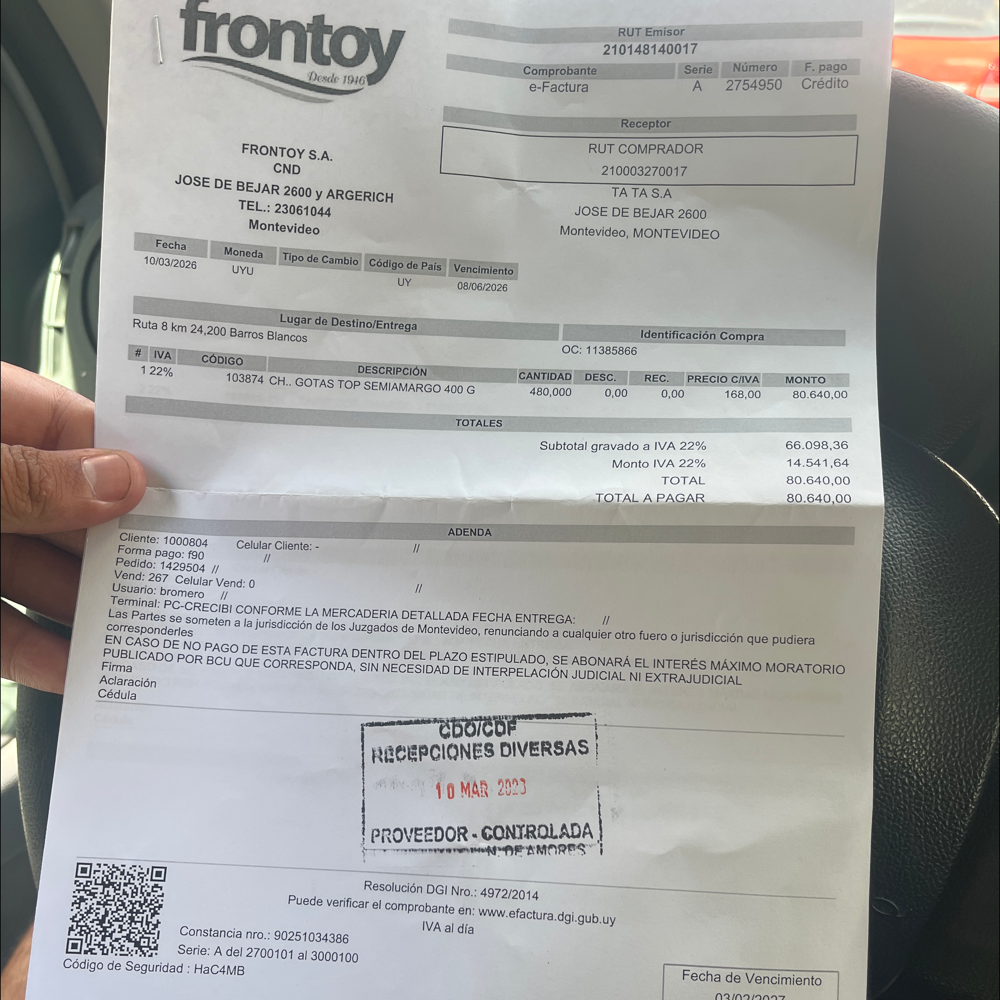 frontoy
Desde 1946
RUT Emisor
210148140017
Comprobante Serie Número F. pago
e-Factura A 2754950 Crédito
Receptor
RUT COMPRADOR
210003270017
TA TA S.A
JOSE DE BEJAR 2600
Montevideo, MONTEVIDEO
FRONTOY S.A.
CND
JOSE DE BEJAR 2600 y ARGERICH
TEL.: 23061044
Montevideo
Fecha Moneda Tipo de Cambio Código de País Vencimiento
10/03/2026 UYU UY 08/06/2026
Lugar de Destino/Entrega Identificación Compra
Ruta 8 km 24,200 Barros Blancos OC: 11385866
# IVA CÓDIGO DESCRIPCIÓN CANTIDAD DESC. REC. PRECIO C/IVA MONTO
1 22% 103874 CH.. GOTAS TOP SEMIAMARGO 400 G 480,000 0,00 0,00 168,00 80.640,00
TOTALES
Subtotal gravado a IVA 22% 66.098,36
Monto IVA 22% 14.541,64
TOTAL 80.640,00
TOTAL A PAGAR 80.640,00
ADENDA
Cliente: 1000804 Celular Cliente: - //
Forma pago: f90 //
Pedido: 1429504 //
Vend: 267 Celular Vend: 0 //
Usuario: bromero //
Terminal: PC-CRECIBI CONFORME LA MERCADERIA DETALLADA FECHA ENTREGA: //
Las Partes se someten a la jurisdicción de los Juzgados de Montevideo, renunciando a cualquier otro fuero o jurisdicción que pudiera
corresponderles
EN CASO DE NO PAGO DE ESTA FACTURA DENTRO DEL PLAZO ESTIPULADO, SE ABONARÁ EL INTERÉS MÁXIMO MORATORIO
PUBLICADO POR BCU QUE CORRESPONDA, SIN NECESIDAD DE INTERPELACIÓN JUDICIAL NI EXTRAJUDICIAL
Firma
Aclaración
Cédula
CDO/CDF
RECEPCIONES DIVERSAS
10 MAR 2023
PROVEEDOR - CONTROLADA
N. DE AMORES
Resolución DGI Nro.: 4972/2014
Puede verificar el comprobante en: www.efactura.dgi.gub.uy
IVA al día
Constancia nro.: 90251034386
Serie: A del 2700101 al 3000100
Código de Seguridad : HaC4MB
Fecha de Vencimiento
03/02/2027